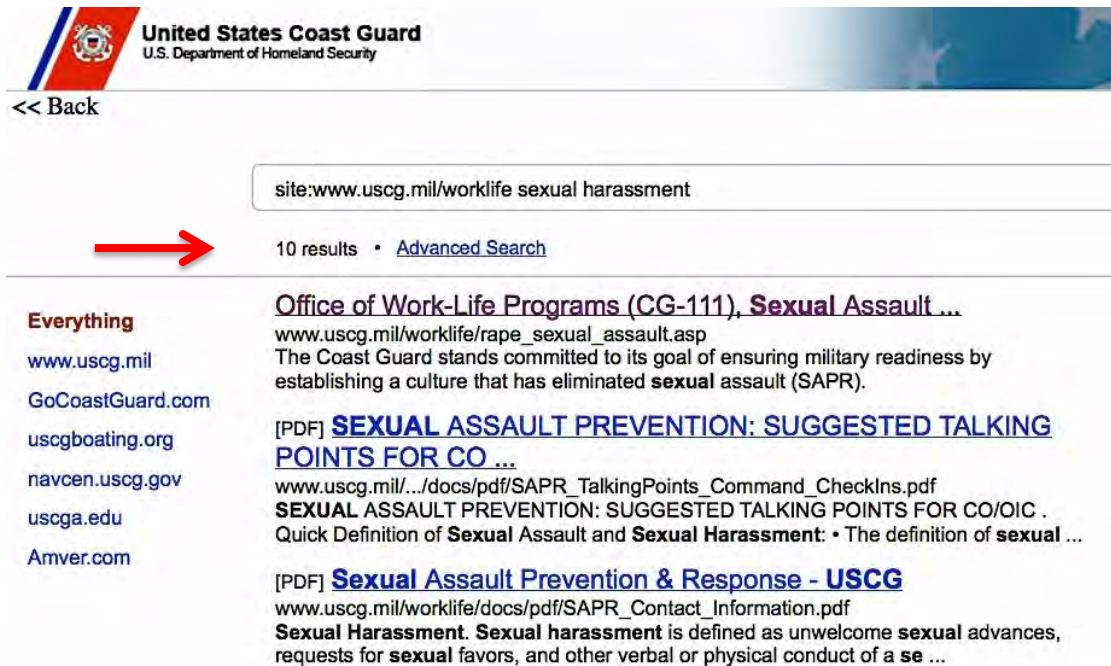 United States Coast Guard
U.S. Department of Homeland Security
<< Back
site:www.uscg.mil/worklife sexual harassment
10 results • Advanced Search
Everything
www.uscg.mil
GoCoastGuard.com
uscgboating.org
navcen.uscg.gov
uscga.edu
Amver.com
Office of Work-Life Programs (CG-111), Sexual Assault ...
www.uscg.mil/worklife/rape_sexual_assault.asp
The Coast Guard stands committed to its goal of ensuring military readiness by
establishing a culture that has eliminated sexual assault (SAPR).
[PDF] SEXUAL ASSAULT PREVENTION: SUGGESTED TALKING
POINTS FOR CO ...
www.uscg.mil/.../docs/pdf/SAPR_TalkingPoints_Command_CheckIns.pdf
SEXUAL ASSAULT PREVENTION: SUGGESTED TALKING POINTS FOR CO/OIC .
Quick Definition of Sexual Assault and Sexual Harassment: • The definition of sexual ...
[PDF] Sexual Assault Prevention & Response - USCG
www.uscg.mil/worklife/docs/pdf/SAPR_Contact_Information.pdf
Sexual Harassment. Sexual harassment is defined as unwelcome sexual advances,
requests for sexual favors, and other verbal or physical conduct of a se ...